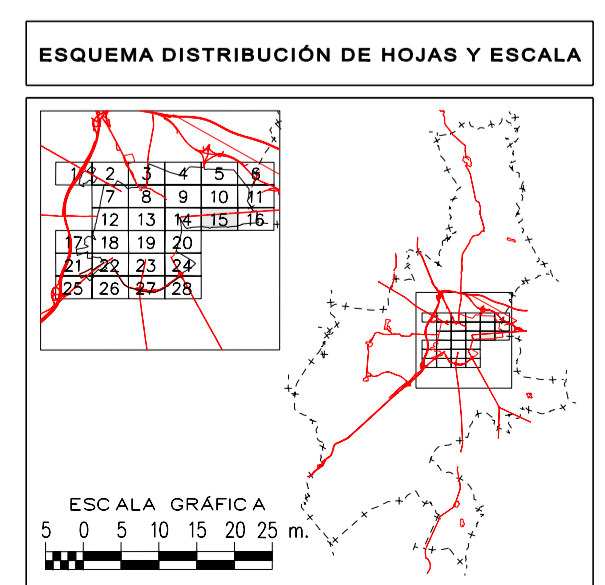 ESQUEMA DISTRIBUCIÓN DE HOJAS Y ESCALA
1 2 3 4 5 6
7 8 9 10 11
12 13 14 15 16
17 18 19 20
21 22 23 24
25 26 27 28
ESCALA GRÁFICA
5 0 5 10 15 20 25 m.